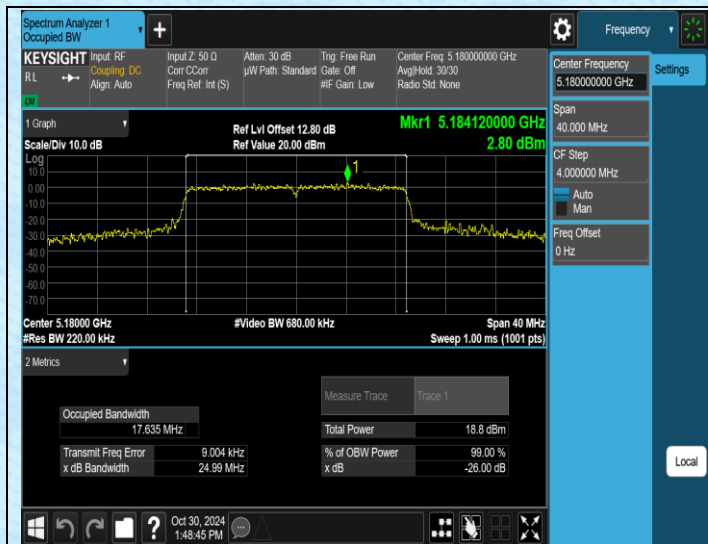 Spectrum Analyzer 1
Occupied BW
+
Frequency
KEYSIGHT
R L
LXI
Input: RF
Coupling: DC
Align: Auto
Input Z: 50 Ω
Corr CCorr
Freq Ref: Int (S)
Atten: 30 dB
µW Path: Standard
Trig: Free Run
Gate: Off
#IF Gain: Low
Center Freq: 5.180000000 GHz
Avg|Hold: 30/30
Radio Std: None
Center Frequency
5.180000000 GHz
Settings
Span
40.000 MHz
CF Step
4.000000 MHz
Auto
Man
Freq Offset
0 Hz
Local
1 Graph
Scale/Div 10.0 dB
Ref Lvl Offset 12.80 dB
Ref Value 20.00 dBm
Mkr1 5.184120000 GHz
2.80 dBm
Log
10.0
0.00
-10.0
-20.0
-30.0
-40.0
-50.0
-60.0
-70.0
1
Center 5.18000 GHz
#Video BW 680.00 kHz
Span 40 MHz
#Res BW 220.00 kHz
Sweep 1.00 ms (1001 pts)
2 Metrics
Measure Trace
Trace 1
Occupied Bandwidth
17.635 MHz
Total Power
18.8 dBm
Transmit Freq Error
9.004 kHz
% of OBW Power
99.00 %
x dB Bandwidth
24.99 MHz
x dB
-26.00 dB
?
Oct 30, 2024
1:48:45 PM